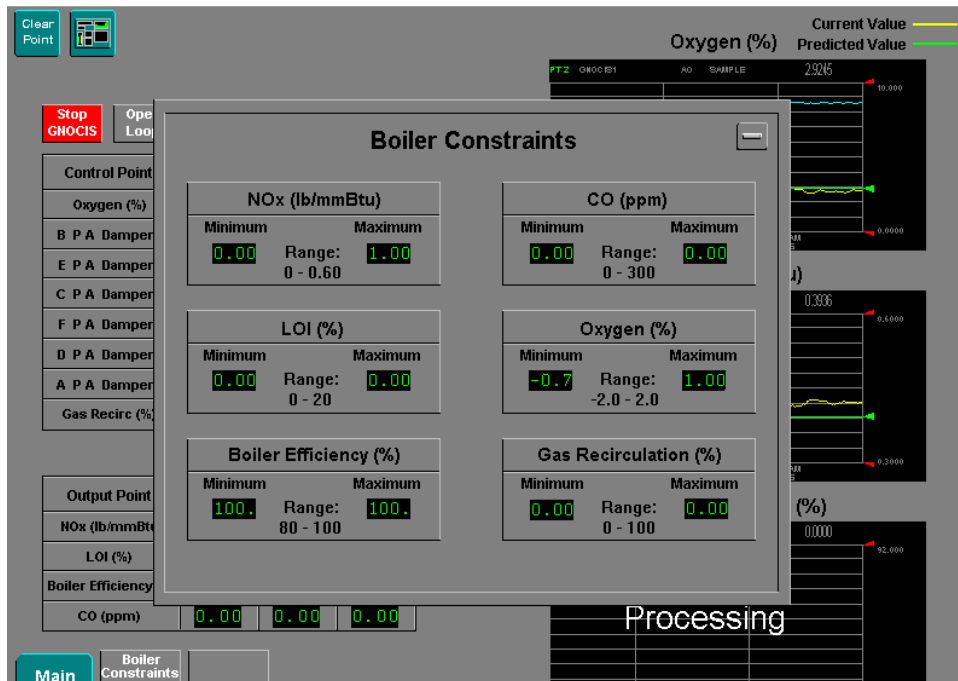 Clear
Point
Current Value
Oxygen (%)
Predicted Value
PT 2 GNOCIS1 A0 SAMPLE 2.9245
10.000
0.0000
Stop
GNOCIS
Ope
Loo
Control Point
Oxygen (%)
B P A Damper
E P A Damper
C P A Damper
F P A Damper
D P A Damper
A P A Damper
Gas Recirc (%
Output Point
NOx (lb/mmBtu
LOI (%)
Boiler Efficiency
CO (ppm) 0.00 0.00 0.00
Boiler Constraints
NOx (lb/mmBtu)
Minimum Maximum
0.00 Range: 1.00
0 - 0.60
CO (ppm)
Minimum Maximum
0.00 Range: 0.00
0 - 300
LOI (%)
Minimum Maximum
0.00 Range: 0.00
0 - 20
Oxygen (%)
Minimum Maximum
-0.7 Range: 1.00
-2.0 - 2.0
Boiler Efficiency (%)
Minimum Maximum
100. Range: 100.
80 - 100
Gas Recirculation (%)
Minimum Maximum
0.00 Range: 0.00
0 - 100
u)
0.3936
0.6000
0.3000
(%)
0.0000
92.000
Processing
Main
Boiler
Constraints